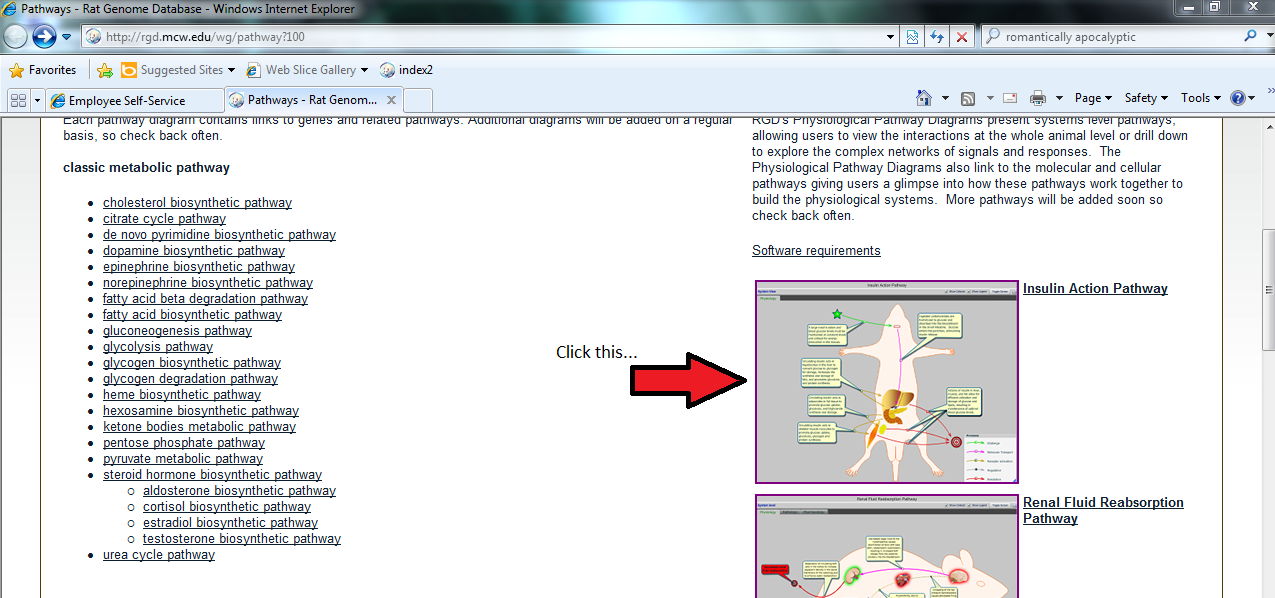 Pathways - Rat Genome Database - Windows Internet Explorer
http://rgd.mcw.edu/wg/pathway?100
romantically apocalyptic
Favorites
Suggested Sites
Web Slice Gallery
index2
Employee Self-Service
Pathways - Rat Genom...
Page
Safety
Tools
Each pathway diagram contains links to genes and related pathways. Additional diagrams will be added on a regular
basis, so check back often.
classic metabolic pathway
cholesterol biosynthetic pathway
citrate cycle pathway
de novo pyrimidine biosynthetic pathway
dopamine biosynthetic pathway
epinephrine biosynthetic pathway
norepinephrine biosynthetic pathway
fatty acid beta degradation pathway
fatty acid biosynthetic pathway
gluconeogenesis pathway
glycolysis pathway
glycogen biosynthetic pathway
glycogen degradation pathway
heme biosynthetic pathway
hexosamine biosynthetic pathway
ketone bodies metabolic pathway
pentose phosphate pathway
pyruvate metabolic pathway
steroid hormone biosynthetic pathway
aldosterone biosynthetic pathway
cortisol biosynthetic pathway
estradiol biosynthetic pathway
testosterone biosynthetic pathway
urea cycle pathway
Click this...
RGD's Physiological Pathway Diagrams present systems level pathways,
allowing users to view the interactions at the whole animal level or drill down
to explore the complex networks of signals and responses. The
Physiological Pathway Diagrams also link to the molecular and cellular
pathways giving users a glimpse into how these pathways work together to
build the physiological systems. More pathways will be added soon so
check back often.
Software requirements
Insulin Action Pathway
System View
Physiology
Insulin Action Pathway
Renal Fluid Reabsorption Pathway
Renal Fluid Reabsorption
Pathway